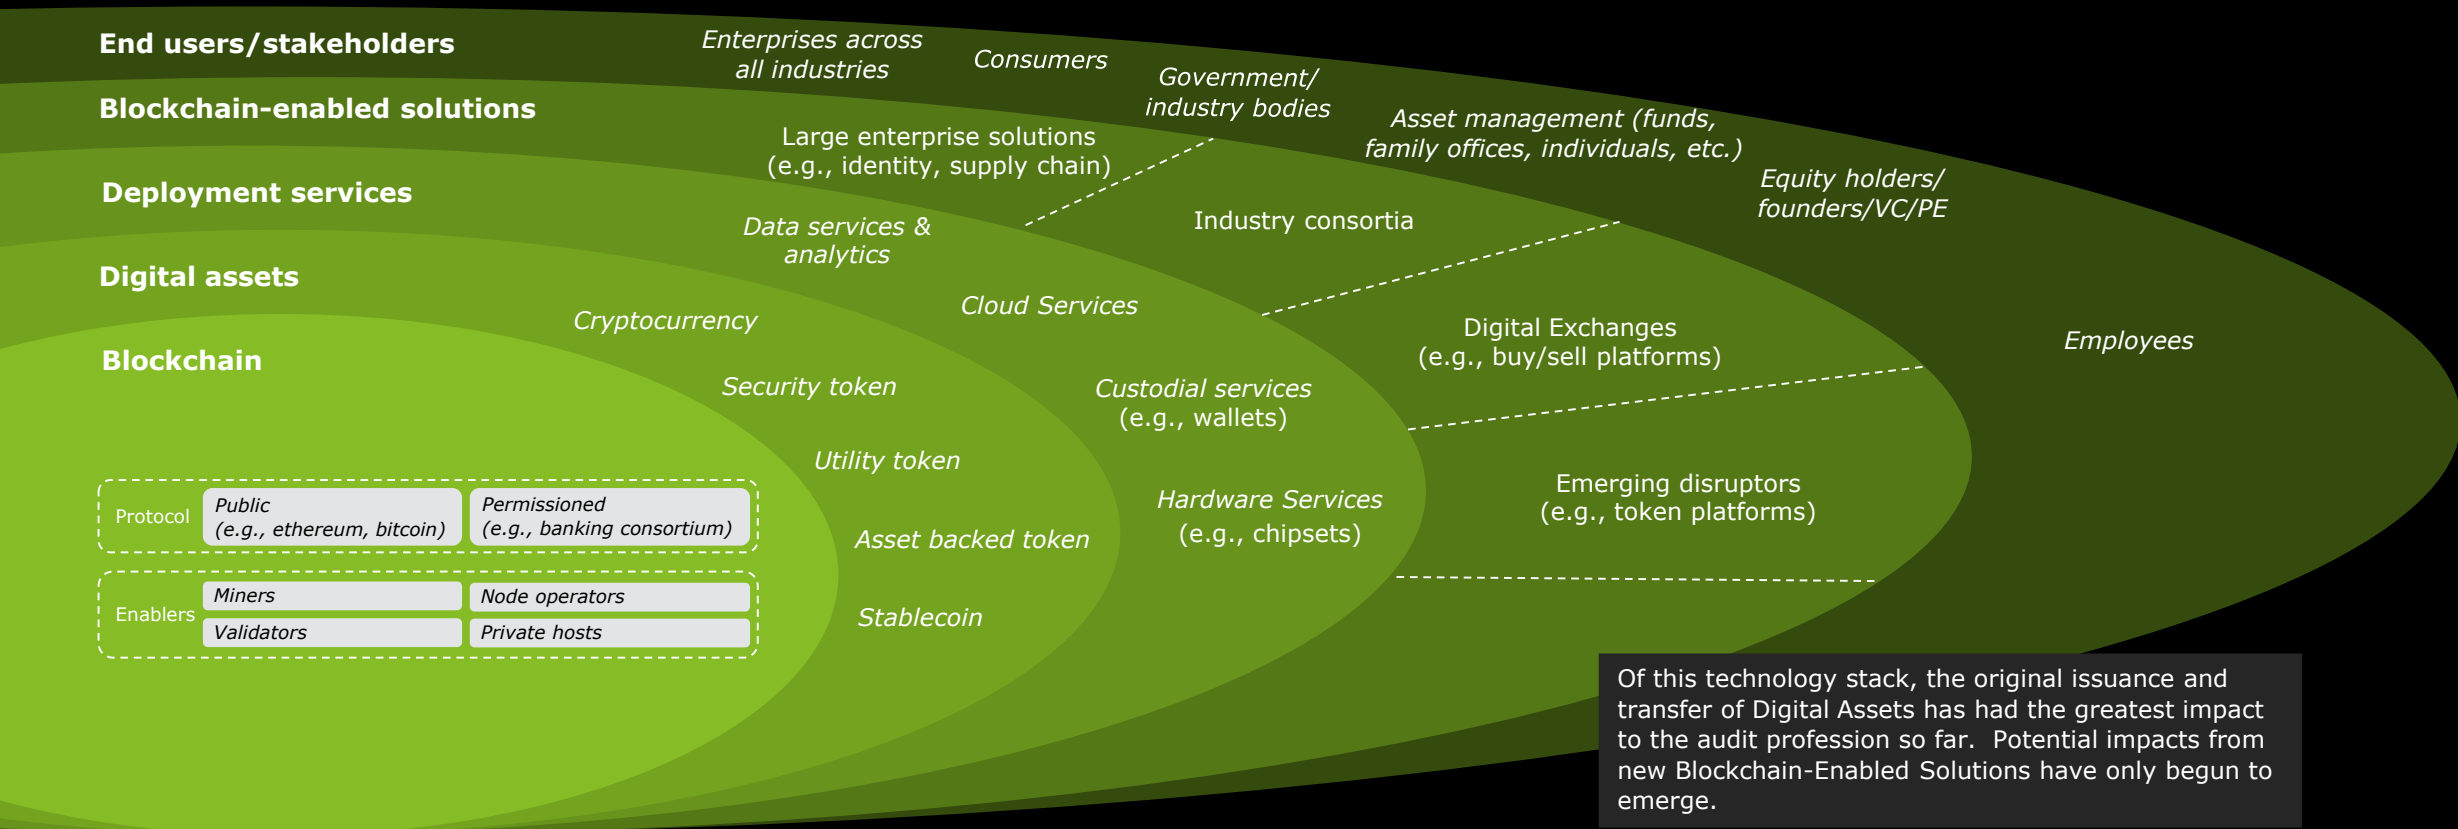 End users/stakeholders
Enterprises across
all industries
Consumers
Government/
industry bodies
Asset management (funds,
family offices, individuals, etc.)
Equity holders/
founders/VC/PE
Employees
Blockchain-enabled solutions
Large enterprise solutions
(e.g., identity, supply chain)
Industry consortia
Digital Exchanges
(e.g., buy/sell platforms)
Emerging disruptors
(e.g., token platforms)
Deployment services
Data services &
analytics
Cloud Services
Custodial services
(e.g., wallets)
Hardware Services
(e.g., chipsets)
Digital assets
Cryptocurrency
Security token
Utility token
Asset backed token
Stablecoin
Blockchain
Protocol
Public
(e.g., ethereum, bitcoin)
Permissioned
(e.g., banking consortium)
Enablers
Miners
Node operators
Validators
Private hosts
Of this technology stack, the original issuance and
transfer of Digital Assets has had the greatest impact
to the audit profession so far.  Potential impacts from
new Blockchain-Enabled Solutions have only begun to
emerge.